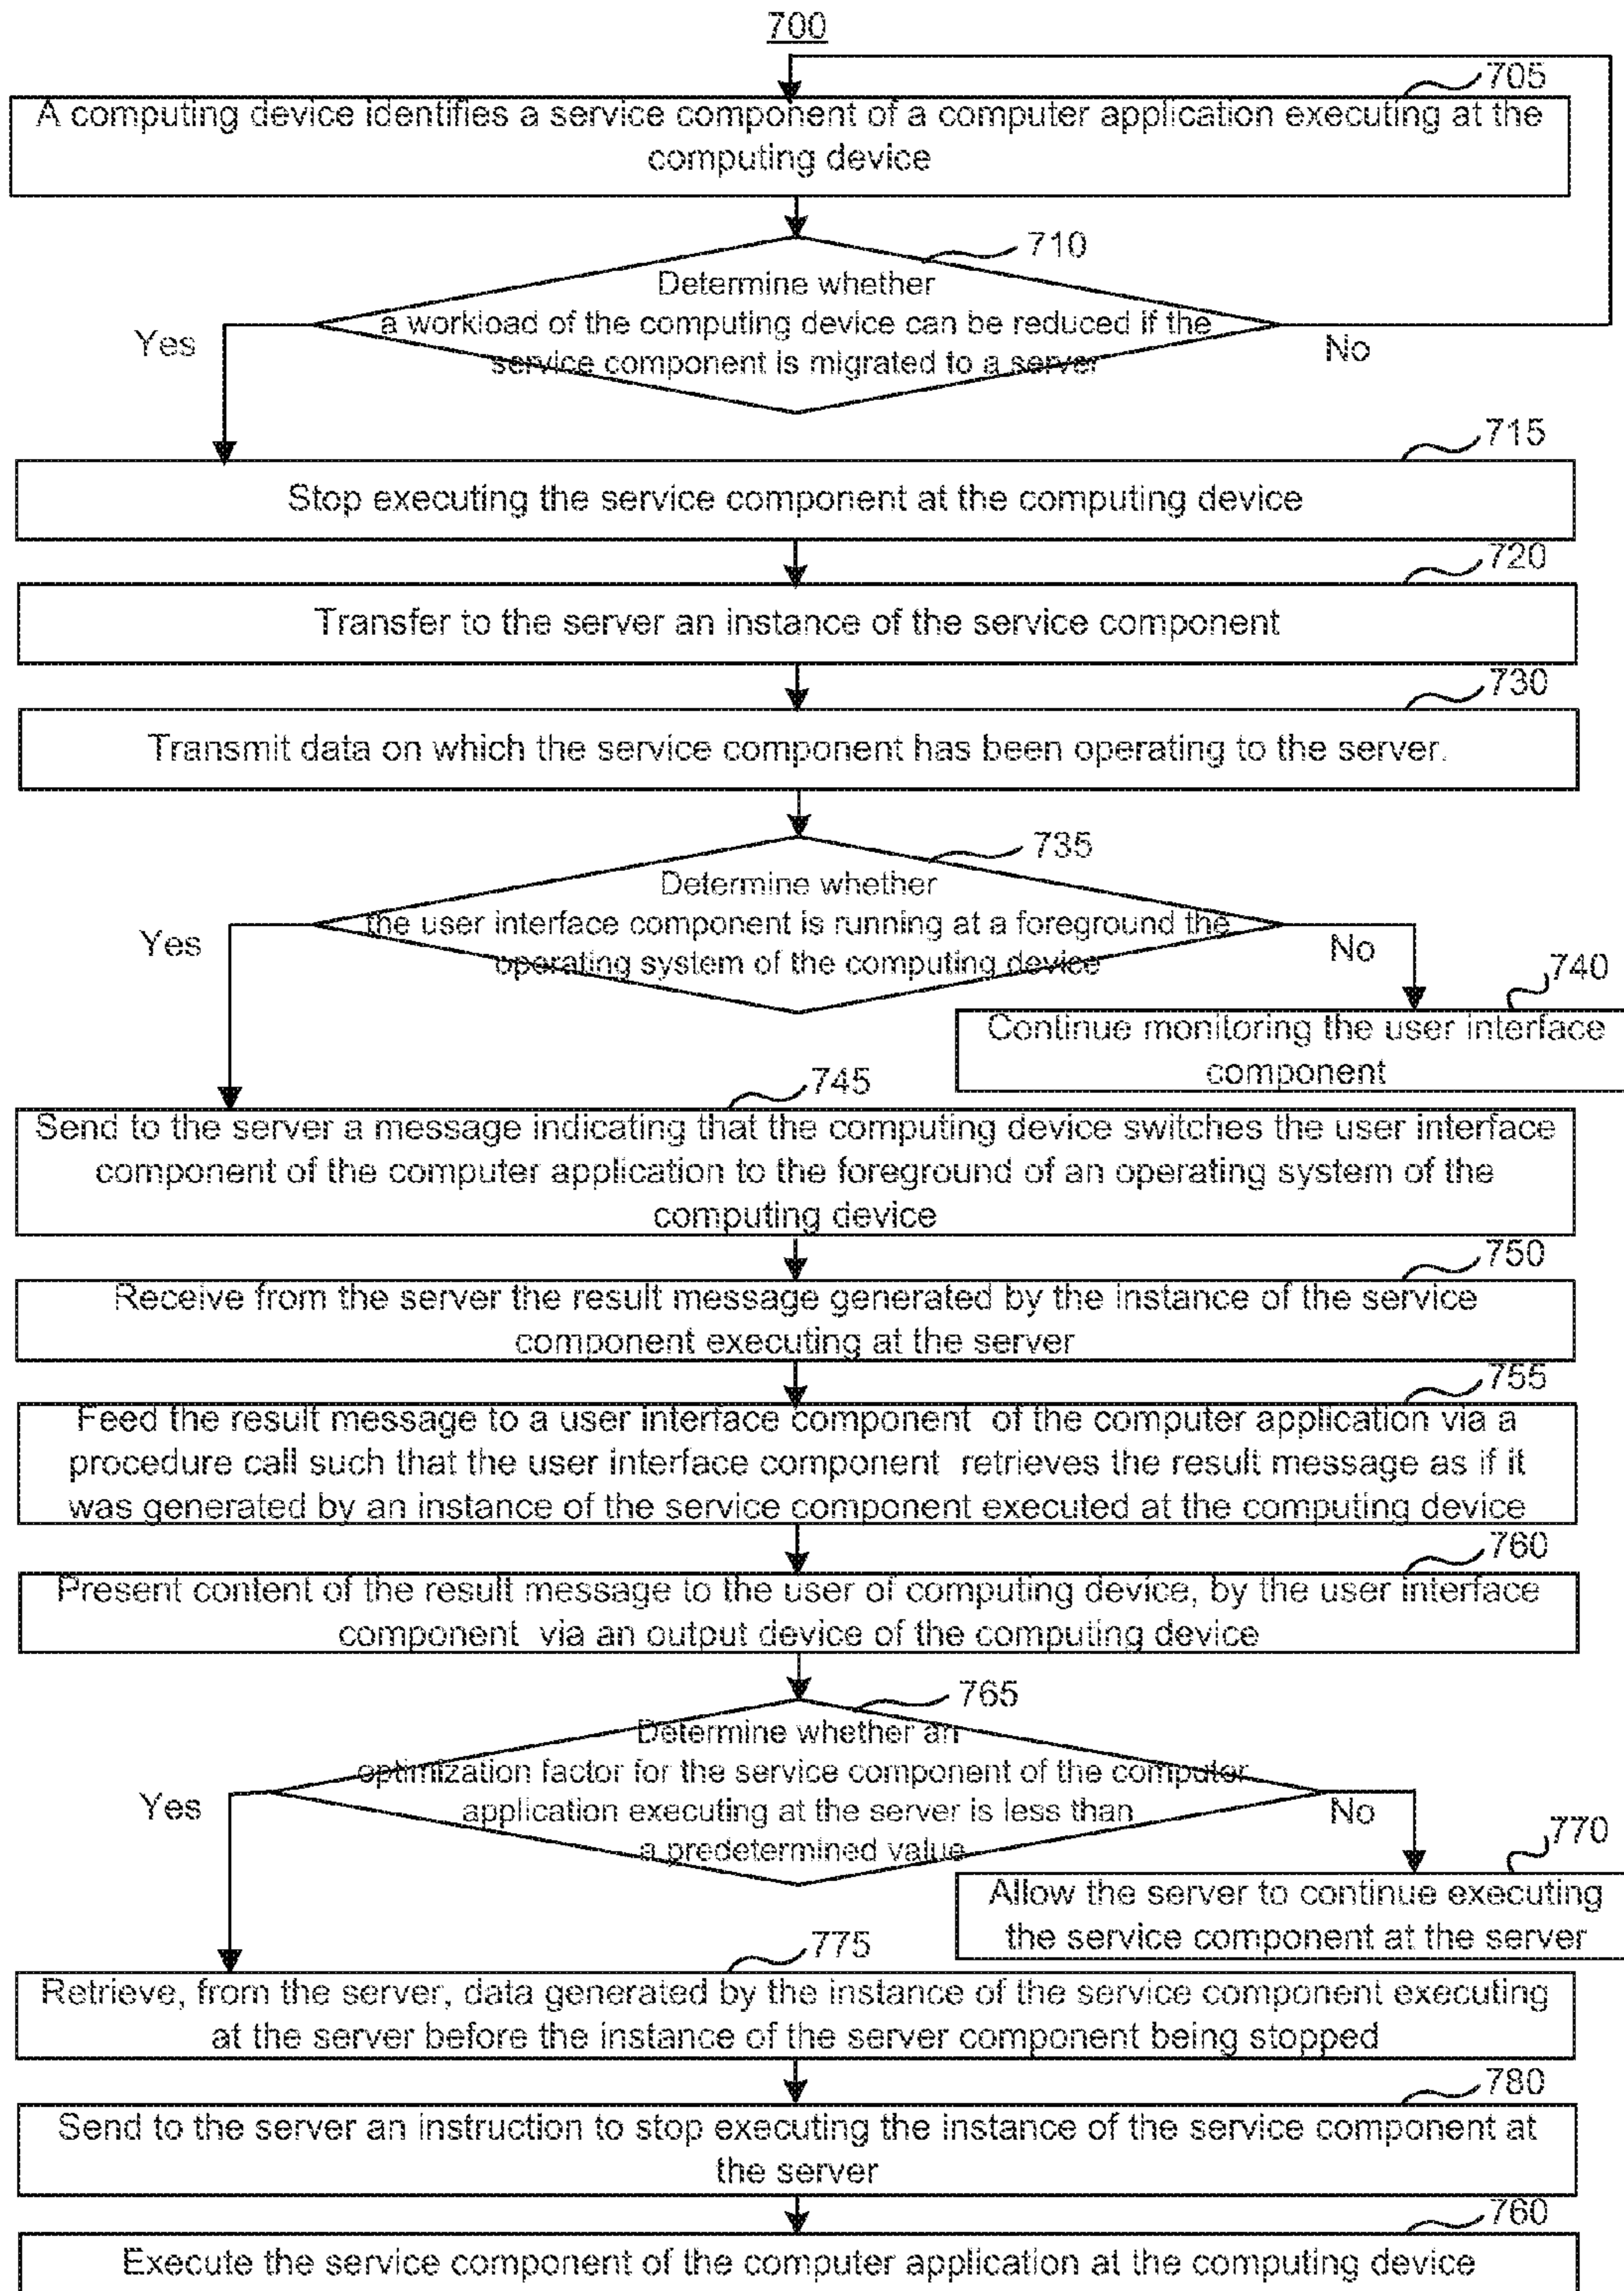 700
705
A computing device identifies a service component of a computer application executing at the
computing device
710
Determine whether
a workload of the computing device can be reduced if the
service component is migrated to a server
Yes
No
715
Stop executing the service component at the computing device
720
Transfer to the server an instance of the service component
730
Transmit data on which the service component has been operating to the server.
735
Determine whether
the user interface component is running at a foreground the
operating system of the computing device
Yes
No
740
Continue monitoring the user interface
component
745
Send to the server a message indicating that the computing device switches the user interface
component of the computer application to the foreground of an operating system of the
computing device
750
Receive from the server the result message generated by the instance of the service
component executing at the server
755
Feed the result message to a user interface component of the computer application via a
procedure call such that the user interface component retrieves the result message as if it
was generated by an instance of the service component executed at the computing device
760
Present content of the result message to the user of computing device, by the user interface
component via an output device of the computing device
765
Determine whether an
optimization factor for the service component of the computer
application executing at the server is less than
a predetermined value
Yes
No
770
Allow the server to continue executing
the service component at the server
775
Retrieve, from the server, data generated by the instance of the service component executing
at the server before the instance of the server component being stopped
780
Send to the server an instruction to stop executing the instance of the service component at
the server
760
Execute the service component of the computer application at the computing device